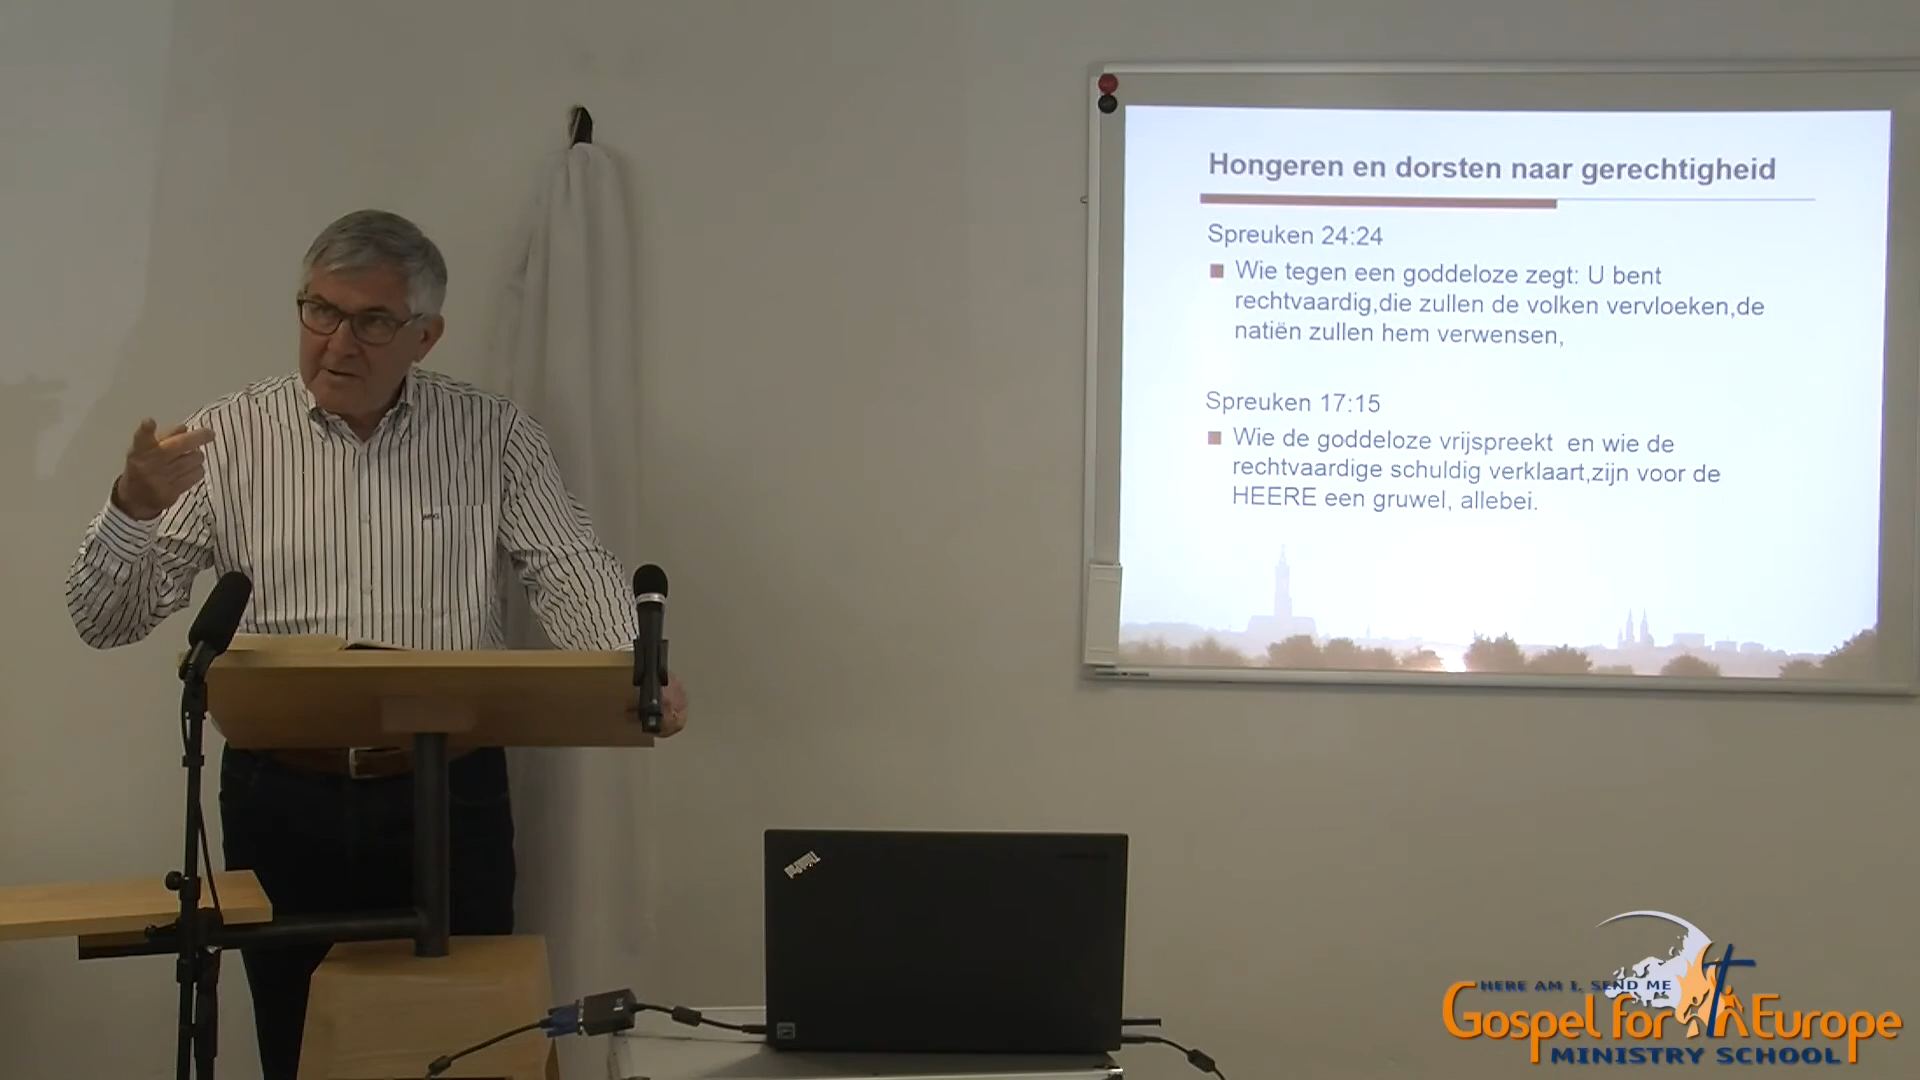 Hongeren en dorsten naar gerechtigheid
Spreuken 24:24
Wie tegen een goddeloze zegt: U bent
rechtvaardig,die zullen de volken vervloeken,de
natiën zullen hem verwensen,
Spreuken 17:15
Wie de goddeloze vrijspreekt en wie de
rechtvaardige schuldig verklaart,zijn voor de
HEERE een gruwel, allebei.
ThinkPad
HERE AM I, SEND ME
Gospel for Europe
MINISTRY SCHOOL